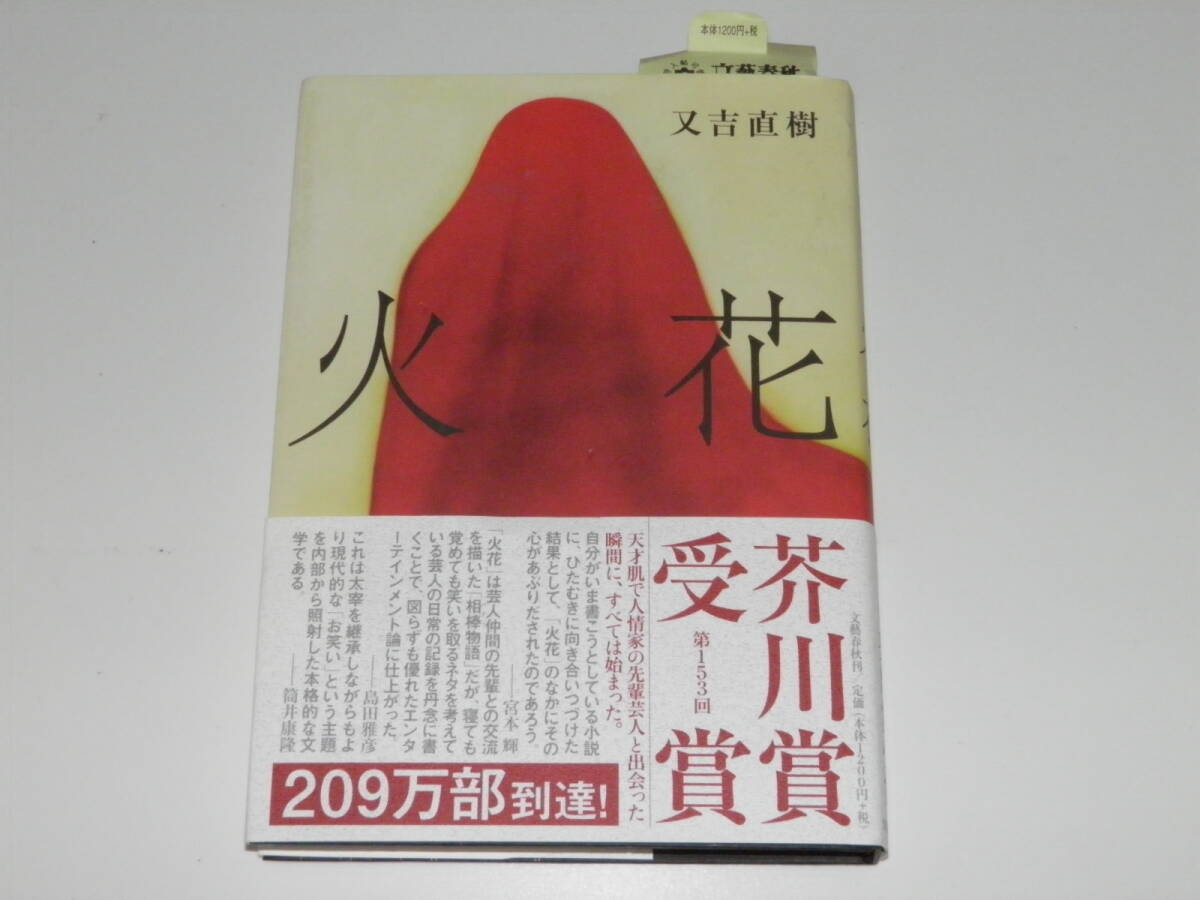 本体1200円+税
文藝春秋
又吉直樹
火花
芥川賞
受賞
第153回
文藝春秋刊/定価(本体1200円+税)
天才肌で人情家の先輩芸人と出会った
瞬間に、すべては始まった。
自分がいま書こうとしている小説
に、ひたむきに向き合いつづけた
結果として、「火花」のなかにその
心があぶりだされたのであろう。
――宮本 輝
「火花」は芸人仲間の先輩との交流
を描いた「相棒物語」だが、寝ても
覚めても笑いを取るネタを考えて
いる芸人の日常の記録を丹念に書
くことで、図らずも優れたエンタ
ーテインメント論に仕上がった。
――島田雅彦
これは太宰を継承しながらもよ
り現代的な「お笑い」という主題
を内部から照射した本格的な文
学である。
――筒井康隆
209万部到達!